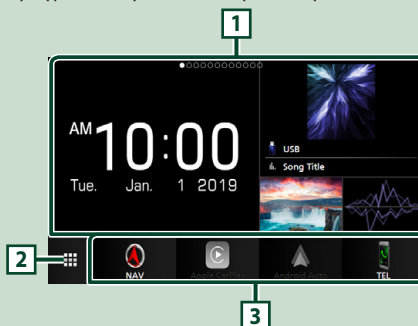 1
AM 10:00
Tue. Jan. 1 2019
USB
Song Title
2
NAV
Apple CarPlay
Android Auto
TEL
3